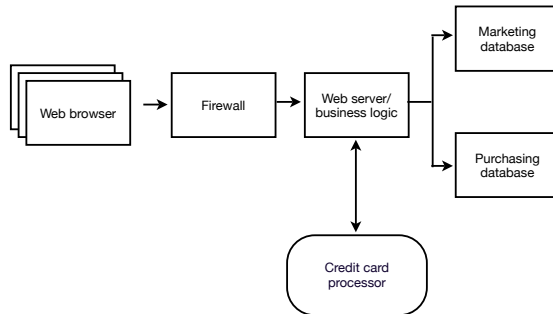 Marketing
database
Web browser
Firewall
Web server/
business logic
Purchasing
database
Credit card
processor